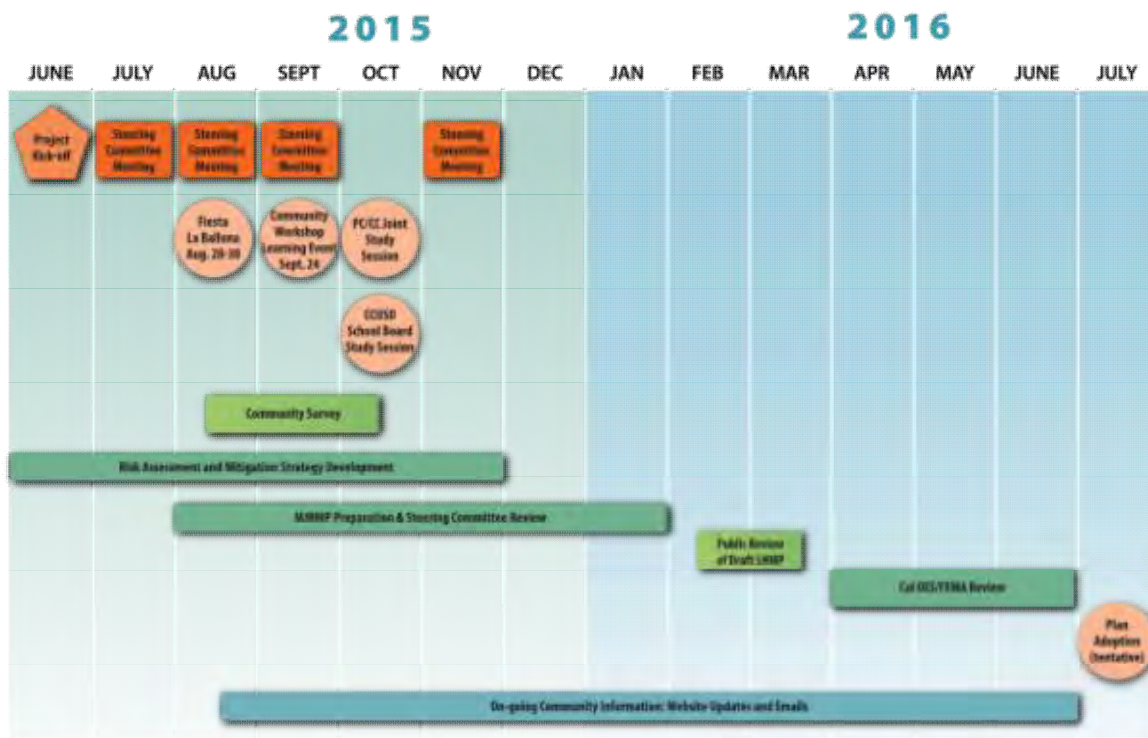 2015 2016
JUNE JULY AUG SEPT OCT NOV DEC JAN FEB MAR APR MAY JUNE JULY
Project
Kick-off
Steering
Committee
Meeting
Steering
Committee
Meeting
Steering
Committee
Meeting
Steering
Committee
Meeting
Fiesta
La Ballona
Aug. 28-30
Community
Workshop
Learning Event
Sept. 24
PC/CC Joint
Study
Session
CCUSD
School Board
Study Session
Community Survey
Risk Assessment and Mitigation Strategy Development
MJHMP Preparation & Steering Committee Review
Public Review
of Draft LHMP
Cal OES/FEMA Review
Plan
Adoption
(tentative)
On-going Community Information: Website Updates and Emails